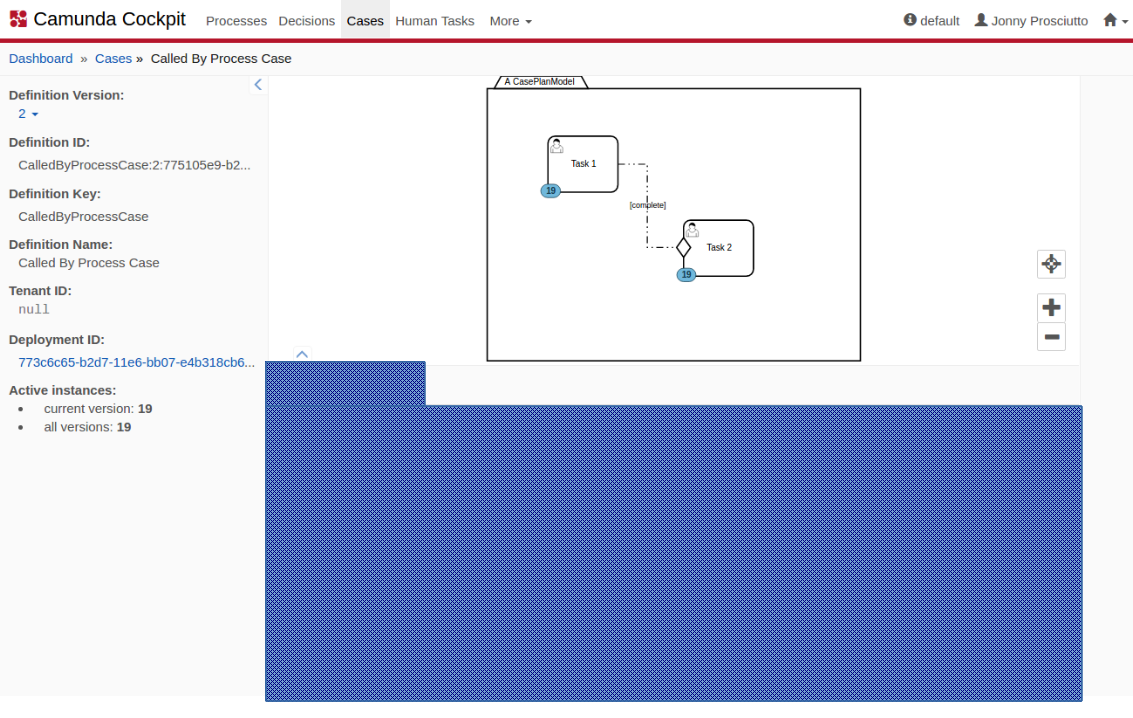 Camunda Cockpit Processes Decisions Cases Human Tasks More default Jonny Prosciutto
Dashboard » Cases » Called By Process Case
Definition Version:
2
Definition ID:
CalledByProcessCase:2:775105e9-b2...
Definition Key:
CalledByProcessCase
Definition Name:
Called By Process Case
Tenant ID:
null
Deployment ID:
773c6c65-b2d7-11e6-bb07-e4b318cb6...
Active instances:
current version: 19
all versions: 19
A CasePlanModel
Task 1
19
[complete]
Task 2
19